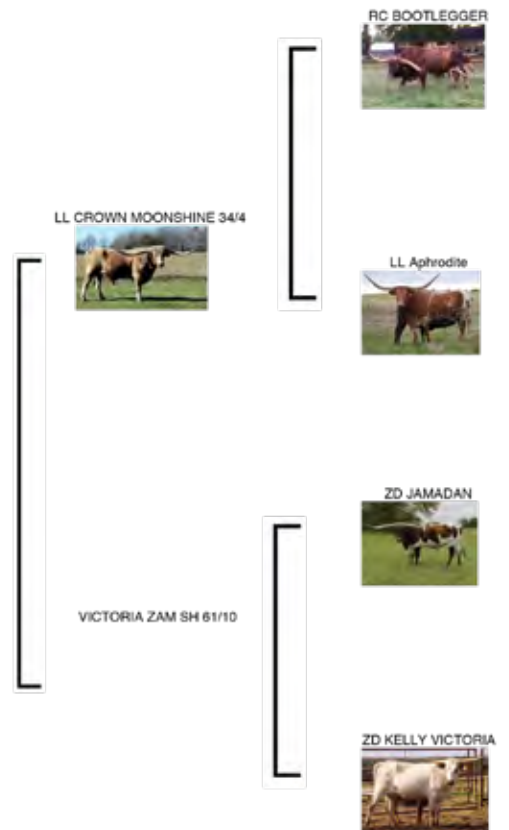 RC BOOTLEGGER
LL CROWN MOONSHINE 34/4
LL Aphrodite
ZD JAMADAN
VICTORIA ZAM SH 61/10
ZD KELLY VICTORIA